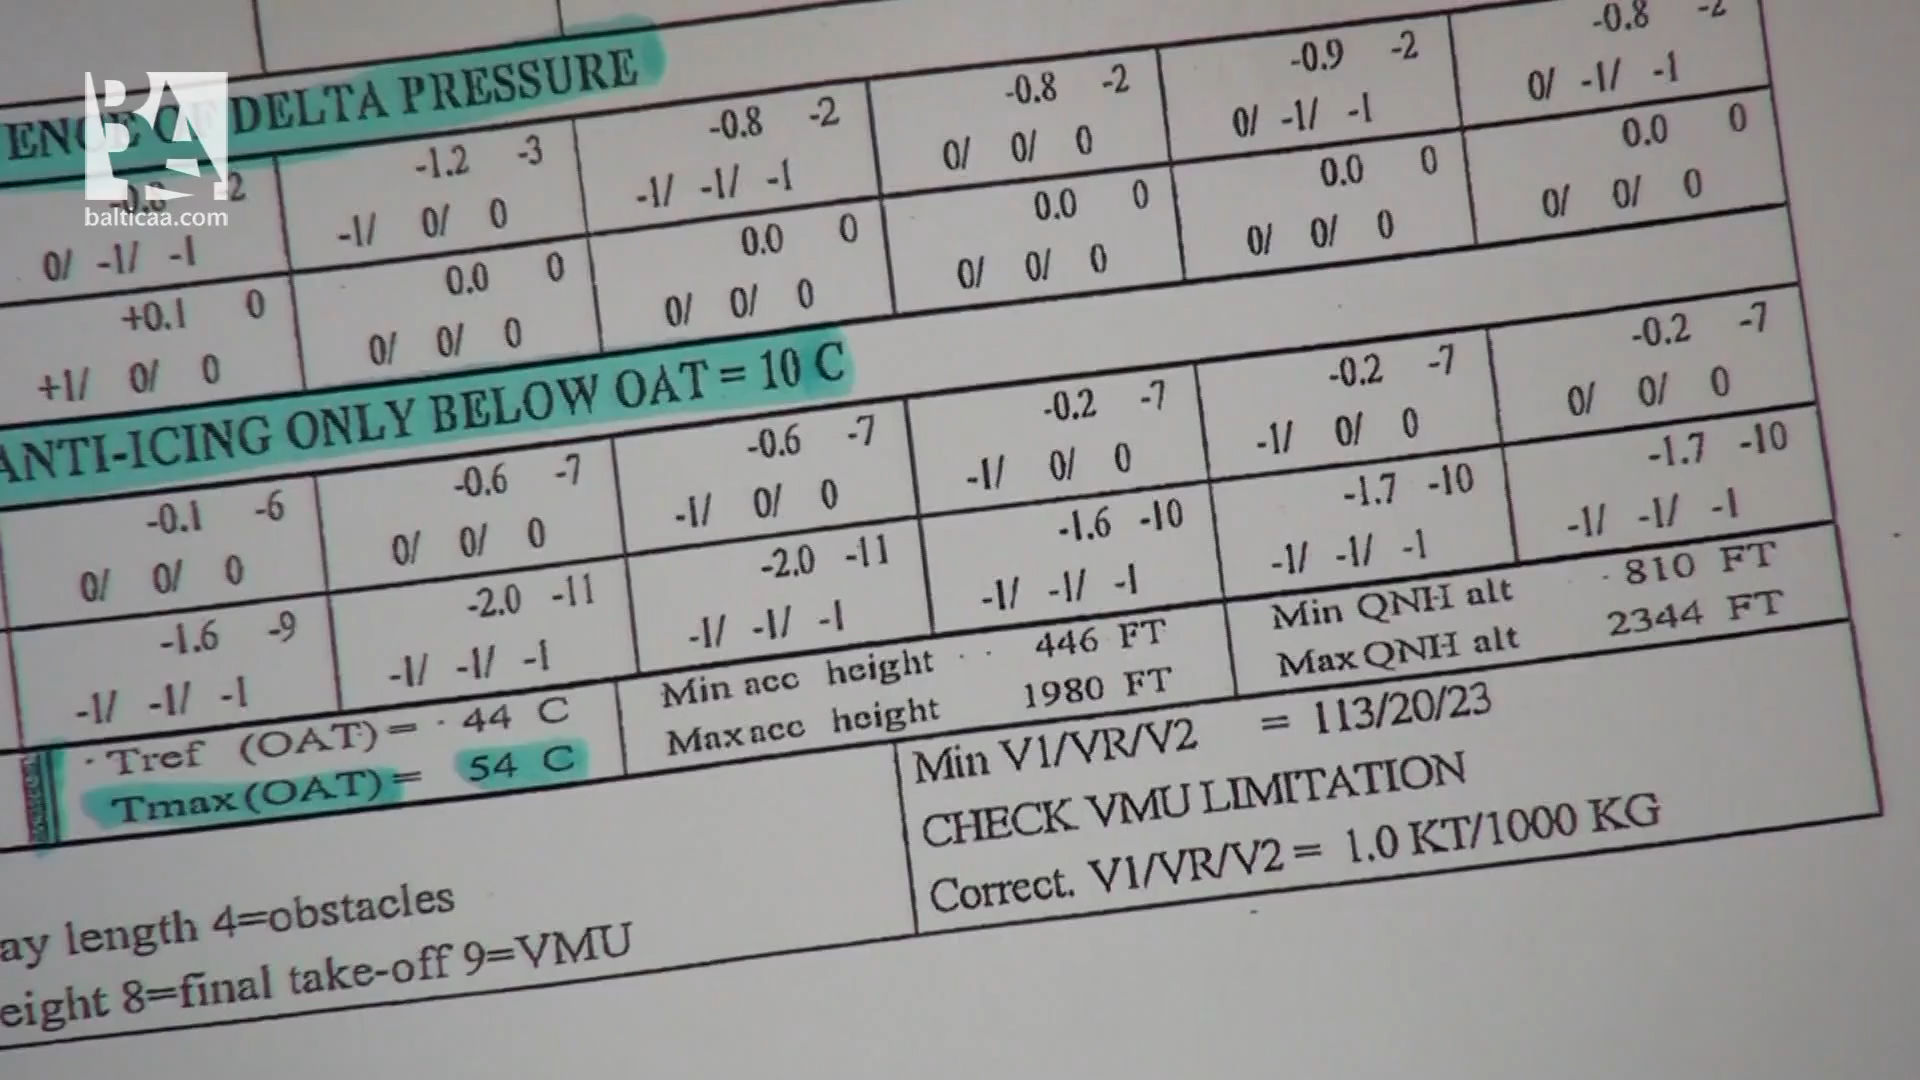 BA
balticaa.com
ENCE OF DELTA PRESSURE
-0.8 -2 -1.2 -3 -0.8 -2 -0.8 -2 -0.9 -2 -0.8 -2
0/ -1/ -1 -1/ 0/ 0 -1/ -1/ -1 0/ 0/ 0 0/ -1/ -1 0/ -1/ -1
+0.1 0 0.0 0 0.0 0 0.0 0 0.0 0 0.0 0
+1/ 0/ 0 0/ 0/ 0 0/ 0/ 0 0/ 0/ 0 0/ 0/ 0 0/ 0/ 0
ANTI-ICING ONLY BELOW OAT = 10 C
-0.1 -6 -0.6 -7 -0.6 -7 -0.2 -7 -0.2 -7 -0.2 -7
0/ 0/ 0 0/ 0/ 0 -1/ 0/ 0 -1/ 0/ 0 -1/ 0/ 0 0/ 0/ 0
-1.6 -9 -2.0 -11 -2.0 -11 -1.6 -10 -1.7 -10 -1.7 -10
-1/ -1/ -1 -1/ -1/ -1 -1/ -1/ -1 -1/ -1/ -1 -1/ -1/ -1 -1/ -1/ -1
Tref (OAT) = 44 C
Tmax (OAT) = 54 C
Min acc height 446 FT
Max acc height 1980 FT
Min QNH alt 810 FT
Max QNH alt 2344 FT
Min V1/VR/V2 = 113/20/23
CHECK VMU LIMITATION
Correct. V1/VR/V2 = 1.0 KT/1000 KG
ay length 4=obstacles
eight 8=final take-off 9=VMU